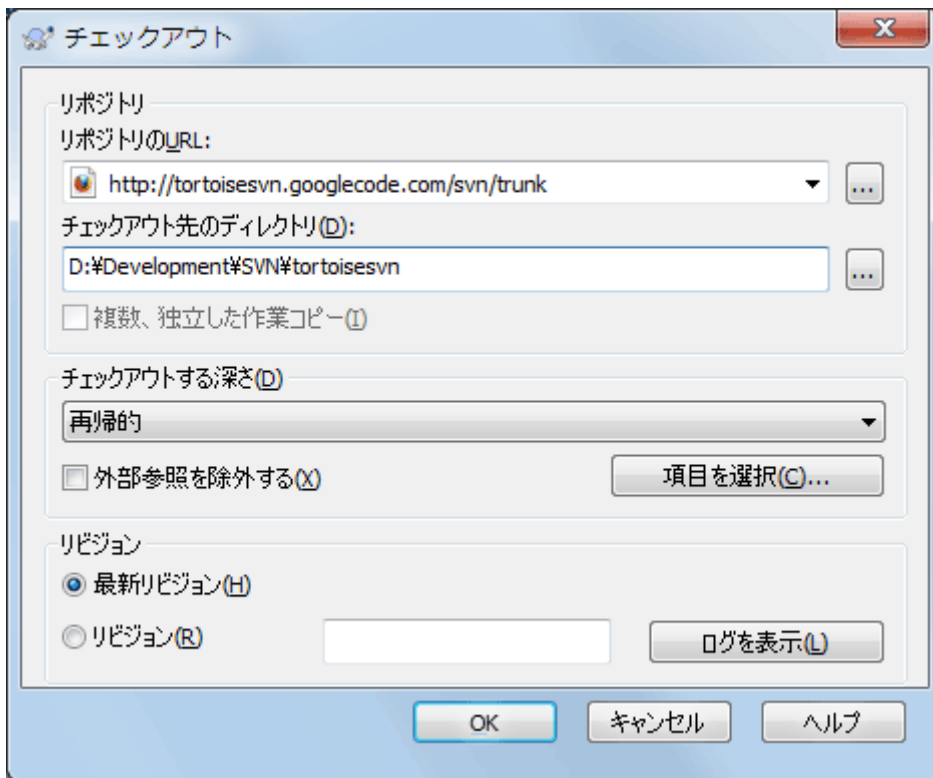 チェックアウト
リポジトリ
リポジトリのURL:
http://tortoisesvn.googlecode.com/svn/trunk
...
チェックアウト先のディレクトリ(D):
D:¥Development¥SVN¥tortoisesvn
...
複数、独立した作業コピー(I)
チェックアウトする深さ(D)
再帰的
外部参照を除外する(X)
項目を選択(C)...
リビジョン
最新リビジョン(H)
リビジョン(R)
ログを表示(L)
OK
キャンセル
ヘルプ